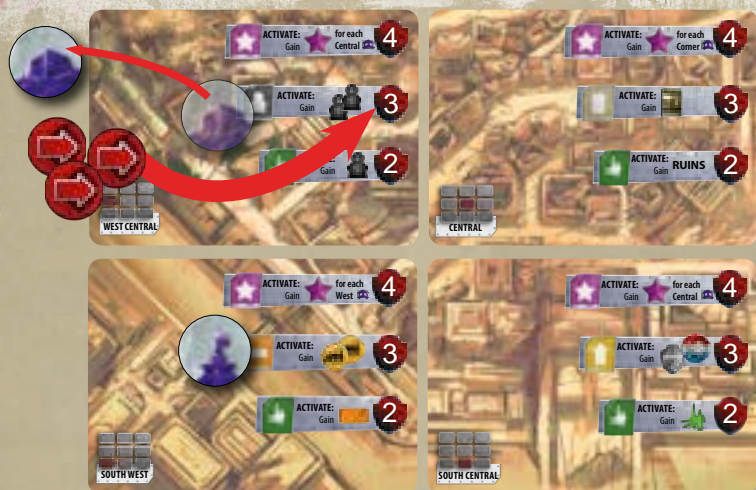 ACTIVATE: for each
Gain Central 4
ACTIVATE:
Gain 3
ACTIVATE:
Gain 2
WEST CENTRAL
ACTIVATE: for each
Gain Corner 4
ACTIVATE:
Gain 3
ACTIVATE:
Gain RUINS 2
CENTRAL
ACTIVATE: for each
Gain West 4
ACTIVATE:
Gain 3
ACTIVATE:
Gain 2
SOUTH WEST
ACTIVATE: for each
Gain Central 4
ACTIVATE:
Gain 3
ACTIVATE:
Gain 2
SOUTH CENTRAL